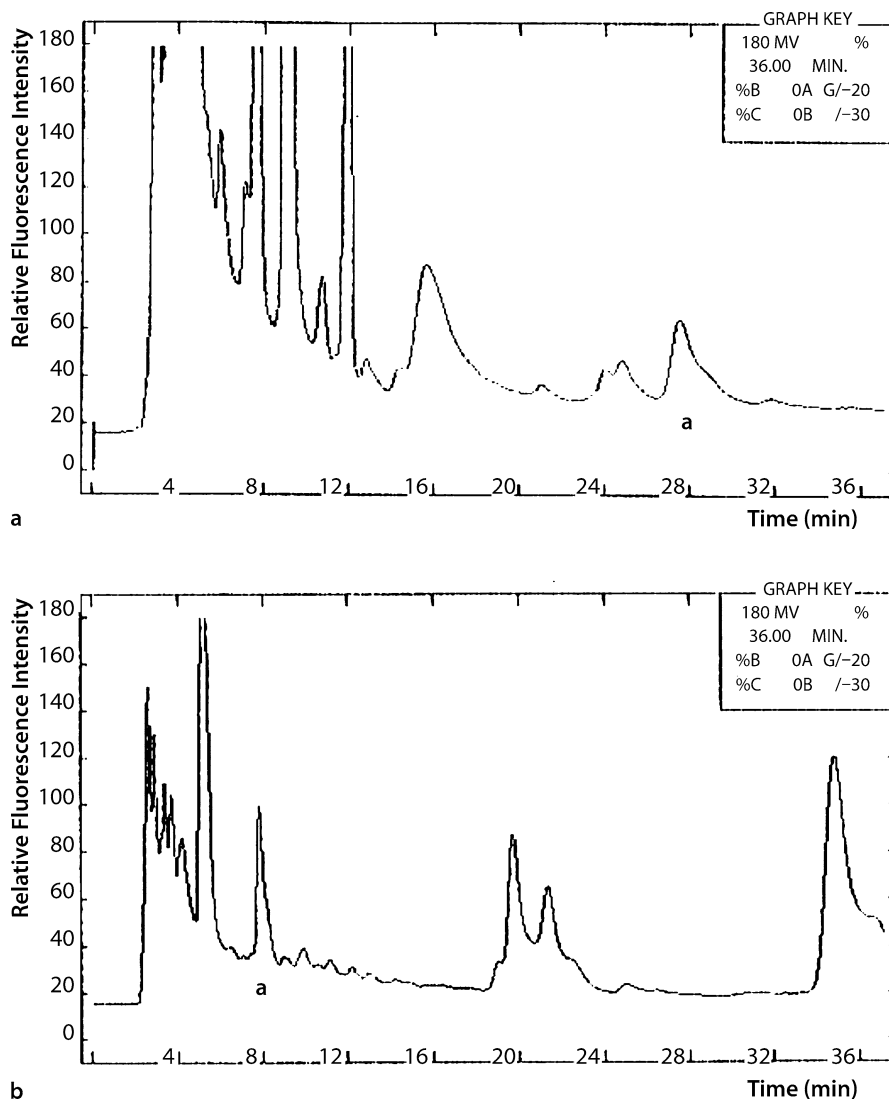 GRAPH KEY
180 MV %
36.00 MIN.
%B 0A G/−20
%C 0B /−30
Relative Fluorescence Intensity
180
160
140
120
100
80
60
40
20
0
a
4 8 12 16 20 24 28 32 36
a
Time (min)
GRAPH KEY
180 MV %
36.00 MIN.
%B 0A G/−20
%C 0B /−30
Relative Fluorescence Intensity
180
160
140
120
100
80
60
40
20
0
a
4 8 12 16 20 24 28 32 36
b
Time (min)